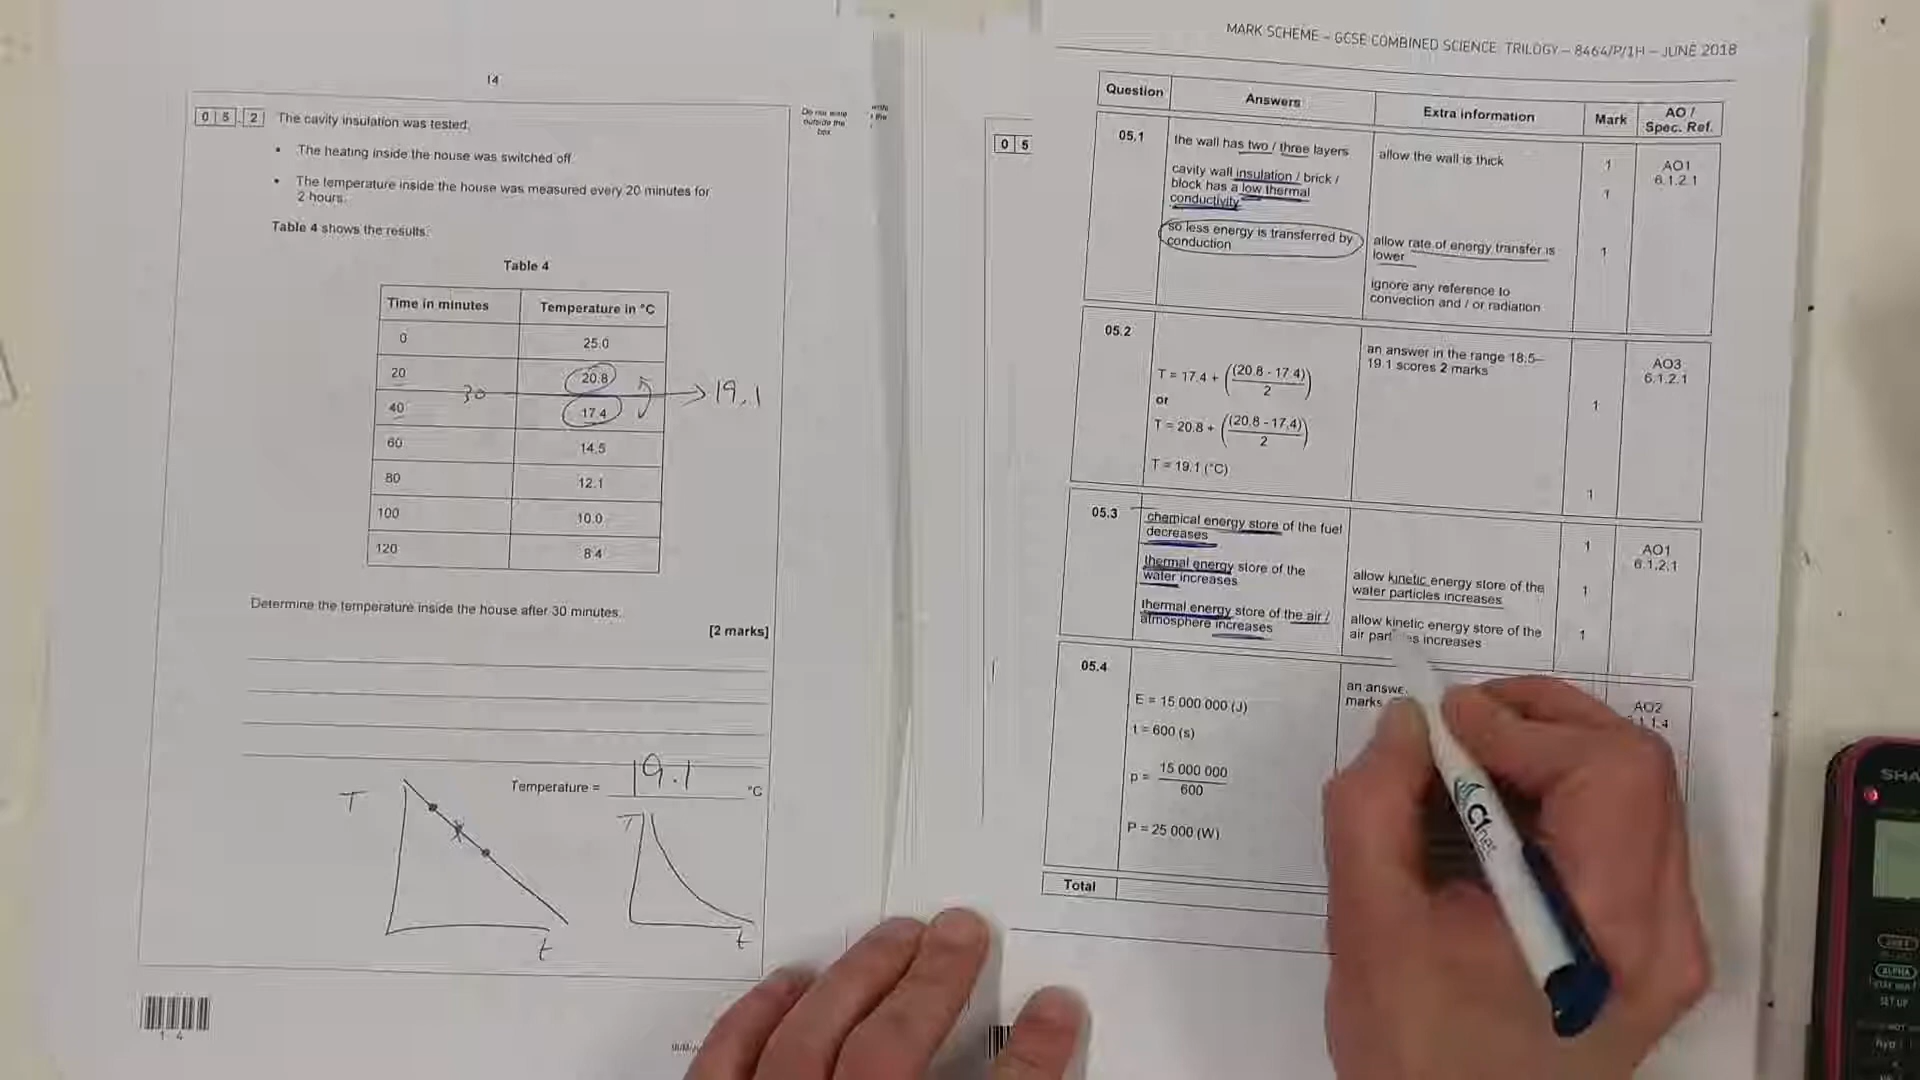 14
0 5 . 2 The cavity insulation was tested.
• The heating inside the house was switched off.
• The temperature inside the house was measured every 20 minutes for
2 hours.
Table 4 shows the results.
Do not write
outside the
box
write
the
Table 4
Time in minutes Temperature in °C
0 25.0
20 20.8
30 19.1
40 17.4
60 14.5
80 12.1
100 10.0
120 8.4
Determine the temperature inside the house after 30 minutes.
[2 marks]
Temperature = 19.1 °C
T
t
T
t
1 4
0 5
MARK SCHEME – GCSE COMBINED SCIENCE: TRILOGY – 8464/P/1H – JUNE 2018
Question Answers Extra information Mark AO /
Spec. Ref.
05.1 the wall has two / three layers allow the wall is thick 1 AO1
6.1.2.1
cavity wall insulation / brick /
block has a low thermal
conductivity 1
so less energy is transferred by
conduction
allow rate of energy transfer is
lower 1
ignore any reference to
convection and / or radiation
05.2 an answer in the range 18.5–
19.1 scores 2 marks AO3
6.1.2.1
T = 17.4 + ((20.8 - 17.4)
2)
or 1
T = 20.8 + ((20.8 - 17.4)
2)
T = 19.1 (°C) 1
05.3 chemical energy store of the fuel
decreases 1 AO1
6.1.2.1
thermal energy store of the
water increases
allow kinetic energy store of the
water particles increases 1
thermal energy store of the air /
atmosphere increases
allow kinetic energy store of the
air increases 1
05.4 an
marks AO2
E = 15 000 000 (J)
t = 600 (s)
p = 15 000 000
600
P = 25 000 (W)
Total
SHA
ALPHA
SET UP
hyp